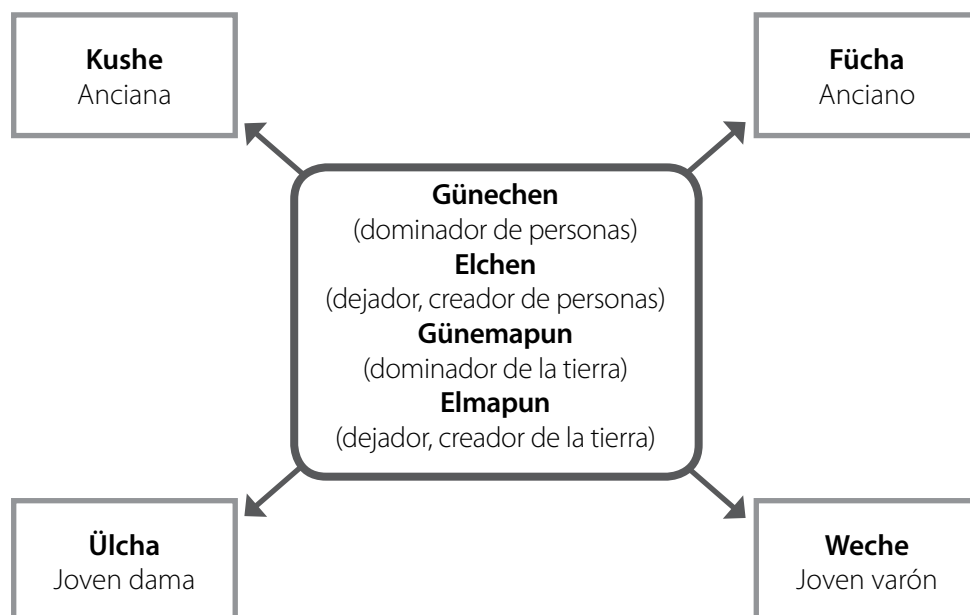 Kushe
Anciana
Fücha
Anciano
Günechen
(dominador de personas)
Elchen
(dejador, creador de personas)
Günemapun
(dominador de la tierra)
Elmapun
(dejador, creador de la tierra)
Ülcha
Joven dama
Weche
Joven varón